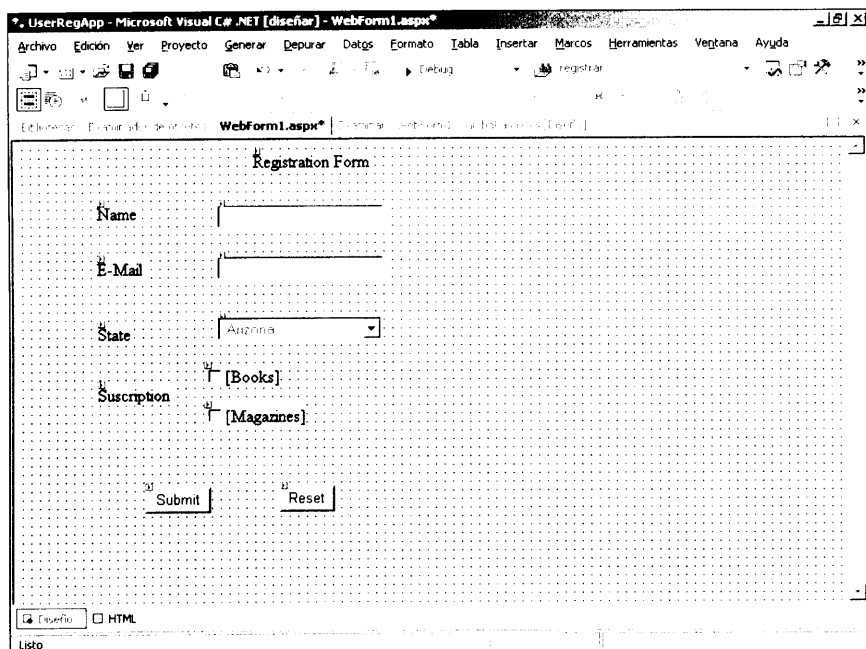 UserRegApp - Microsoft Visual C# .NET [diseñar] - WebForm1.aspx*
Archivo Edición Ver Proyecto Generar Depurar Datos Formato Tabla Insertar Marcos Herramientas Ventana Ayuda
Debug registrar
WebForm1.aspx*
Registration Form
Name
E-Mail
State Arizona
[Books]
Suscription
[Magazines]
Submit Reset
Diseño HTML
Listo